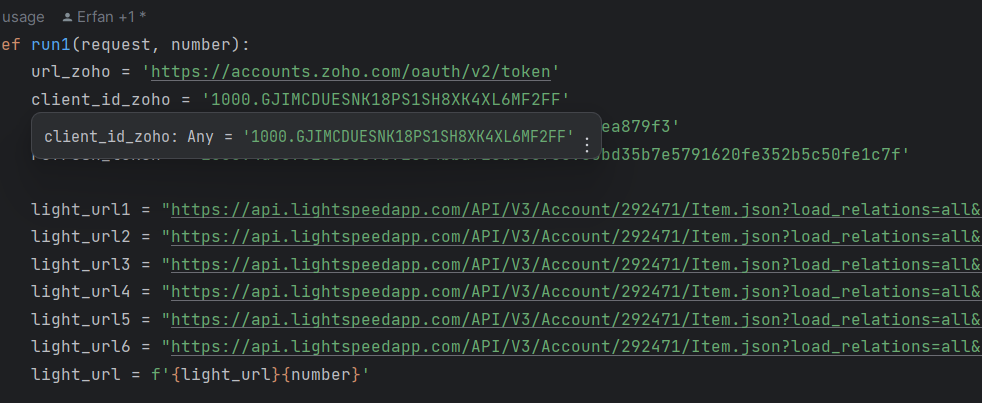 usage Erfan +1 *
ef run1(request, number):
url_zoho = 'https://accounts.zoho.com/oauth/v2/token'
client_id_zoho = '1000.GJIMCDUESNK18PS1SH8XK4XL6MF2FF'
ea879f3'
client_id_zoho: Any = '1000.GJIMCDUESNK18PS1SH8XK4XL6MF2FF'
bd35b7e5791620fe352b5c50fe1c7f'
light_url1 = "https://api.lightspeedapp.com/API/V3/Account/292471/Item.json?load_relations=all&
light_url2 = "https://api.lightspeedapp.com/API/V3/Account/292471/Item.json?load_relations=all&
light_url3 = "https://api.lightspeedapp.com/API/V3/Account/292471/Item.json?load_relations=all&
light_url4 = "https://api.lightspeedapp.com/API/V3/Account/292471/Item.json?load_relations=all&
light_url5 = "https://api.lightspeedapp.com/API/V3/Account/292471/Item.json?load_relations=all&
light_url6 = "https://api.lightspeedapp.com/API/V3/Account/292471/Item.json?load_relations=all&
light_url = f'{light_url}{number}'